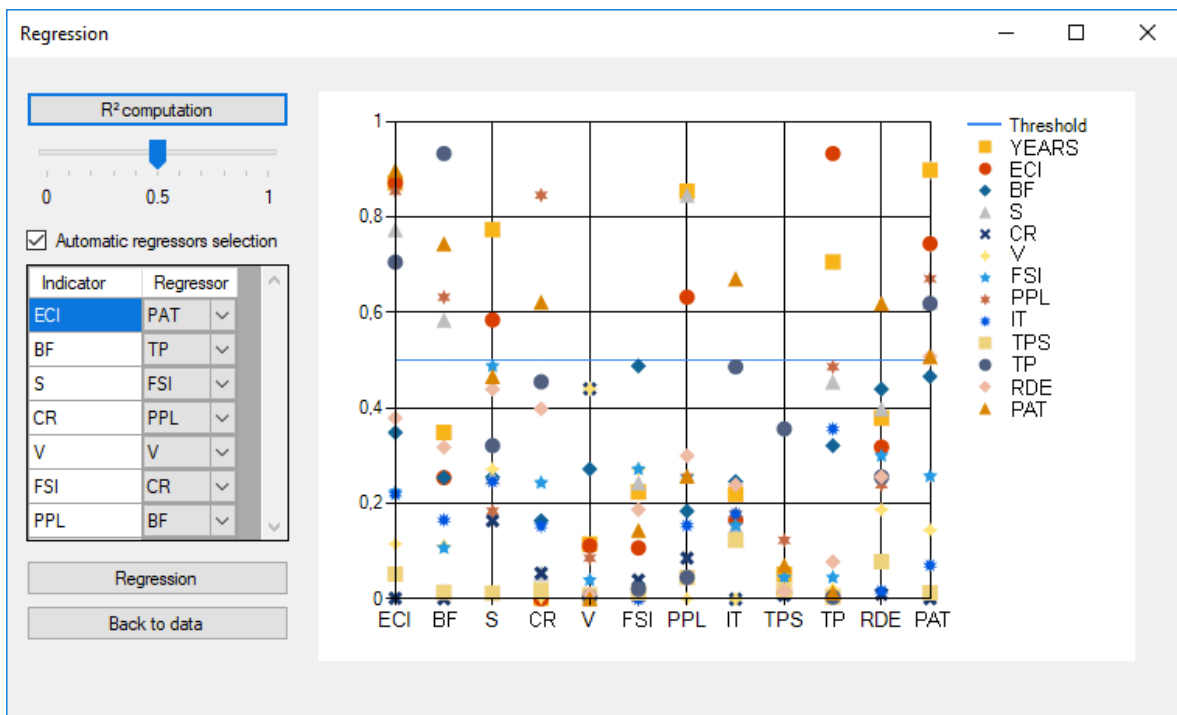 Regression
R² computation
0 0.5 1
Automatic regressors selection
Indicator Regressor
ECI PAT
BF TP
S FSI
CR PPL
V V
FSI CR
PPL BF
Regression
Back to data
1
0.8
0.6
0.4
0.2
0
ECI BF S CR V FSI PPL IT TPS TP RDE PAT
Threshold
YEARS
ECI
BF
S
CR
V
FSI
PPL
IT
TPS
TP
RDE
PAT